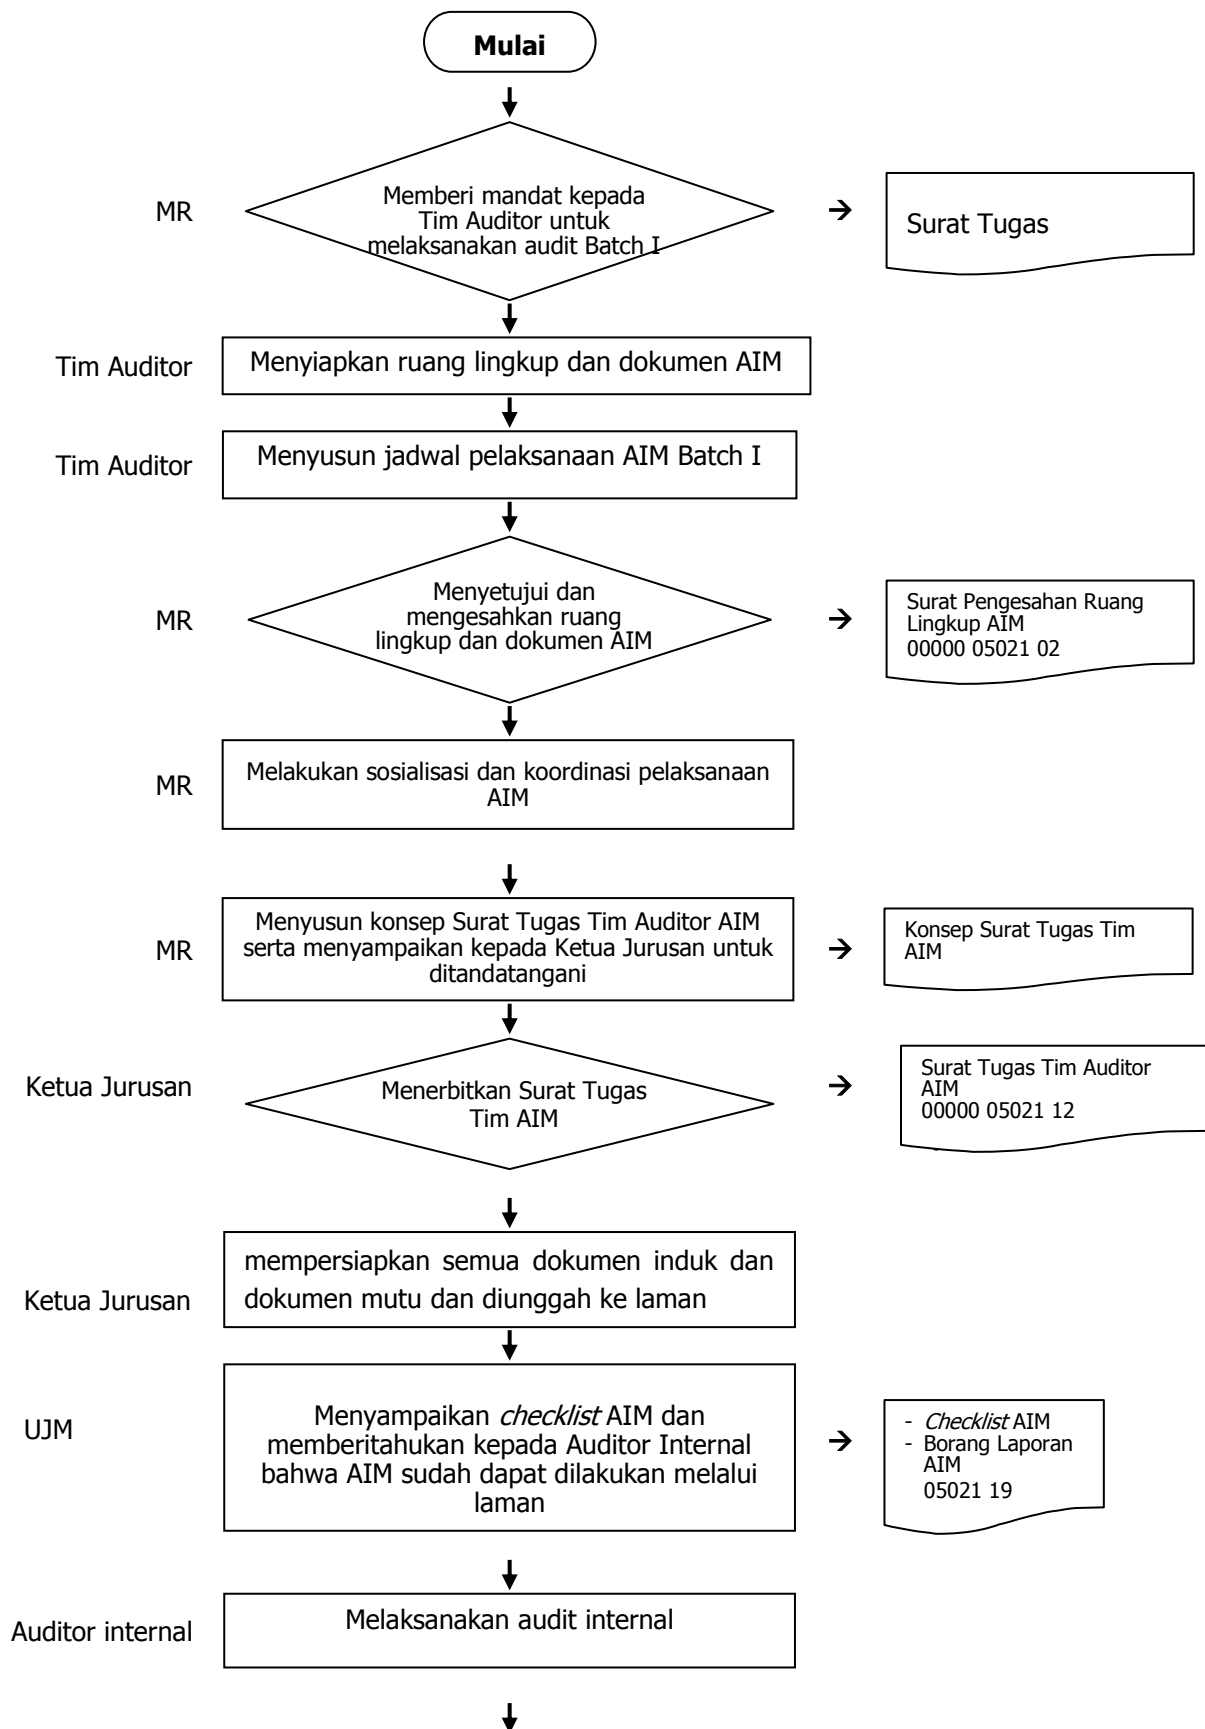 Mulai
MR
Memberi mandat kepada
Tim Auditor untuk
melaksanakan audit Batch I
Surat Tugas
Tim Auditor
Menyiapkan ruang lingkup dan dokumen AIM
Tim Auditor
Menyusun jadwal pelaksanaan AIM Batch I
MR
Menyetujui dan
mengesahkan ruang
lingkup dan dokumen AIM
Surat Pengesahan Ruang
Lingkup AIM
00000 05021 02
MR
Melakukan sosialisasi dan koordinasi pelaksanaan
AIM
MR
Menyusun konsep Surat Tugas Tim Auditor AIM
serta menyampaikan kepada Ketua Jurusan untuk
ditandatangani
Konsep Surat Tugas Tim
AIM
Ketua Jurusan
Menerbitkan Surat Tugas
Tim AIM
Surat Tugas Tim Auditor
AIM
00000 05021 12
Ketua Jurusan
mempersiapkan semua dokumen induk dan
dokumen mutu dan diunggah ke laman
UJM
Menyampaikan checklist AIM dan
memberitahukan kepada Auditor Internal
bahwa AIM sudah dapat dilakukan melalui
laman
- Checklist AIM
- Borang Laporan
AIM
05021 19
Auditor internal
Melaksanakan audit internal